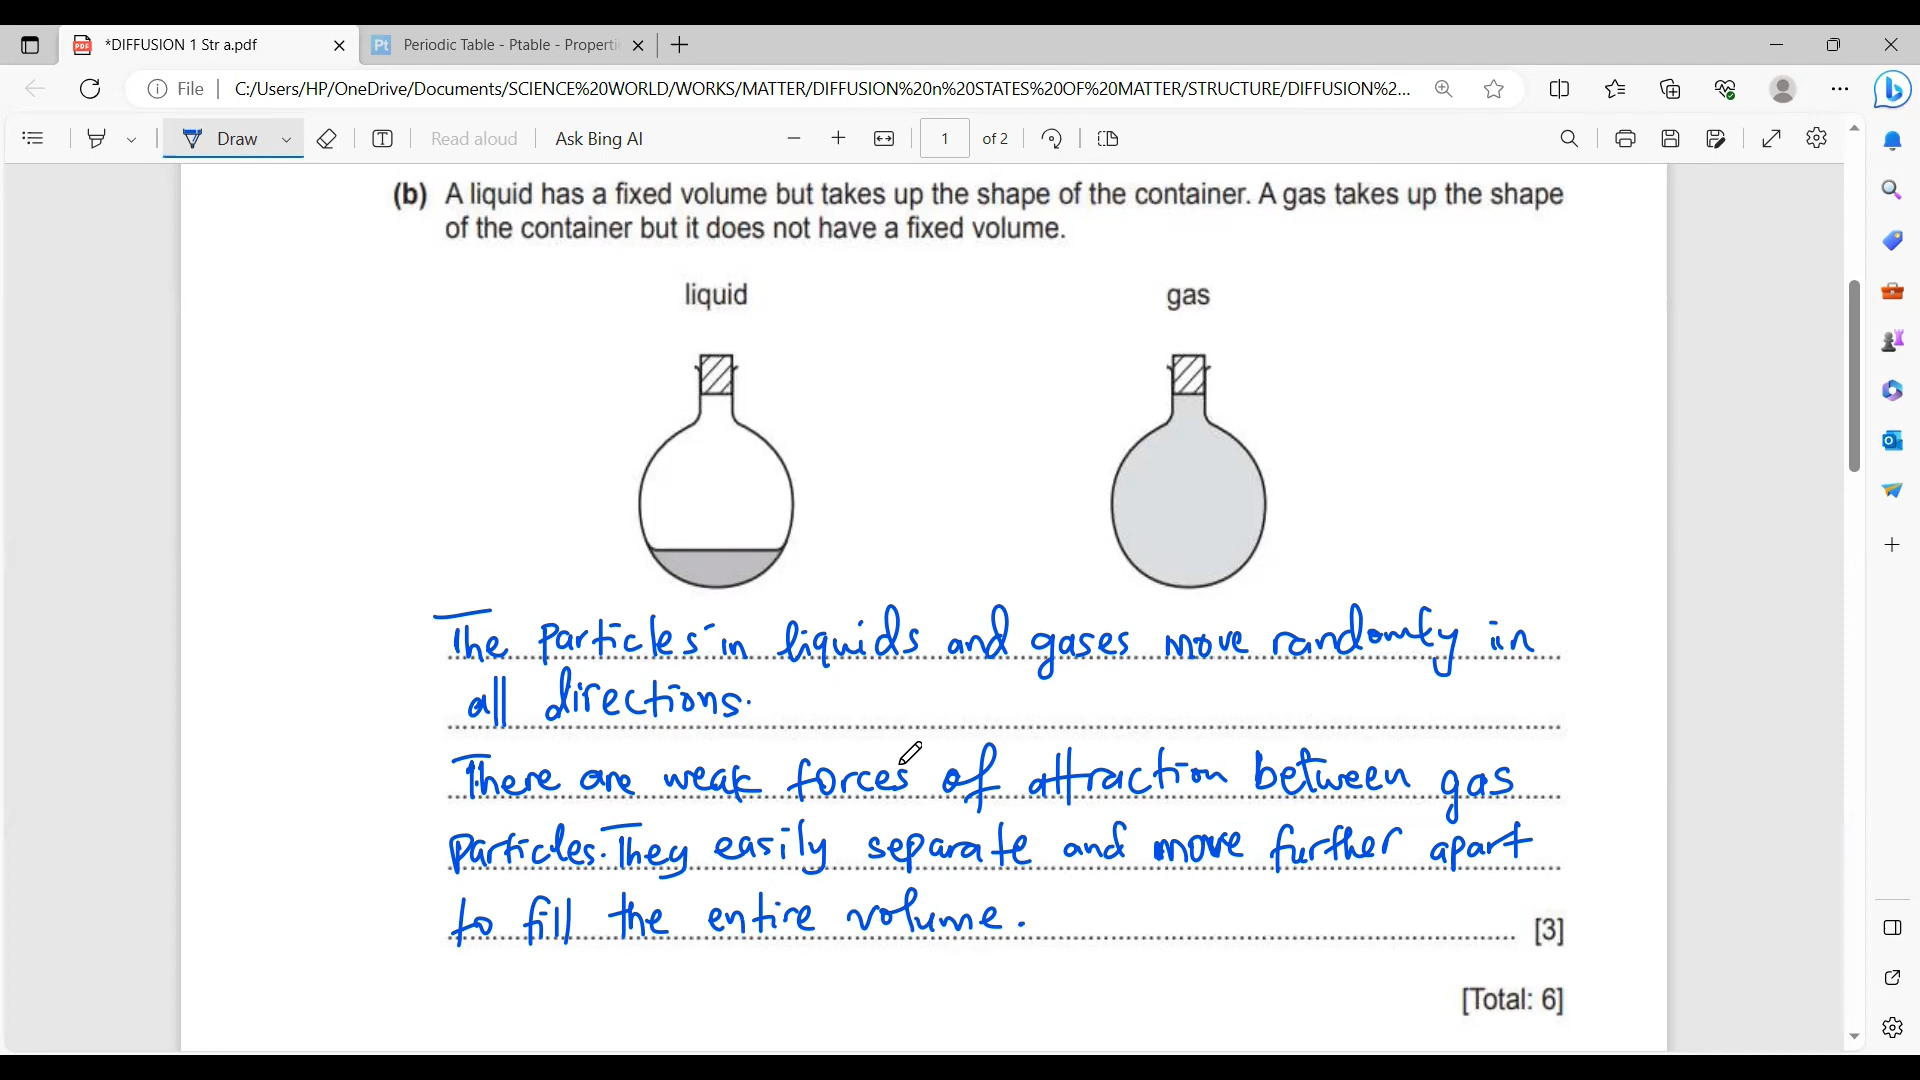 *DIFFUSION 1 Str a.pdf
Periodic Table - Ptable - Properti
File
C:/Users/HP/OneDrive/Documents/SCIENCE%20WORLD/WORKS/MATTER/DIFFUSION%20n%20STATES%20OF%20MATTER/STRUCTURE/DIFFUSION%2...
Draw
Read aloud
Ask Bing AI
1 of 2
(b) A liquid has a fixed volume but takes up the shape of the container. A gas takes up the shape
of the container but it does not have a fixed volume.
liquid gas
The particles in liquids and gases move randomly in
all directions.
There are weak forces of attraction between gas
particles. They easily separate and move further apart
to fill the entire volume. [3]
[Total: 6]